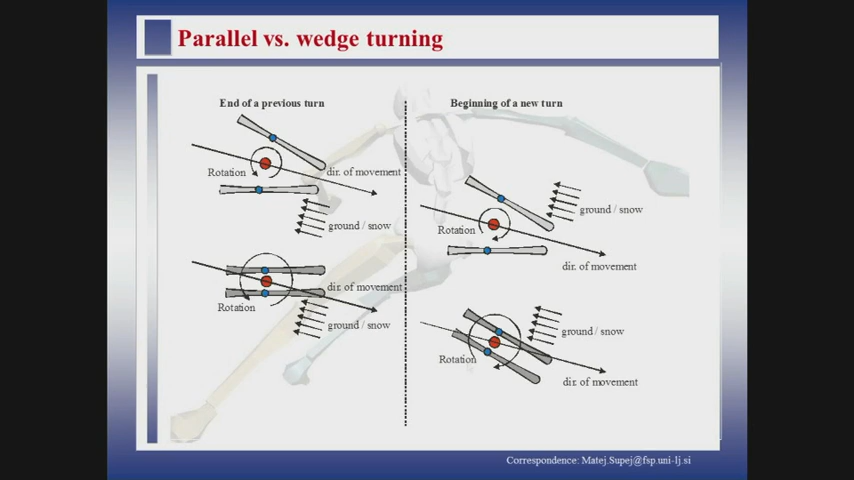 Parallel vs. wedge turning
End of a previous turn
Beginning of a new turn
Rotation
dir. of movement
ground / snow
Rotation
dir. of movement
ground / snow
ground / snow
Rotation
dir. of movement
ground / snow
Rotation
dir. of movement
Correspondence: Matej.Supej@fsp.uni-lj.si